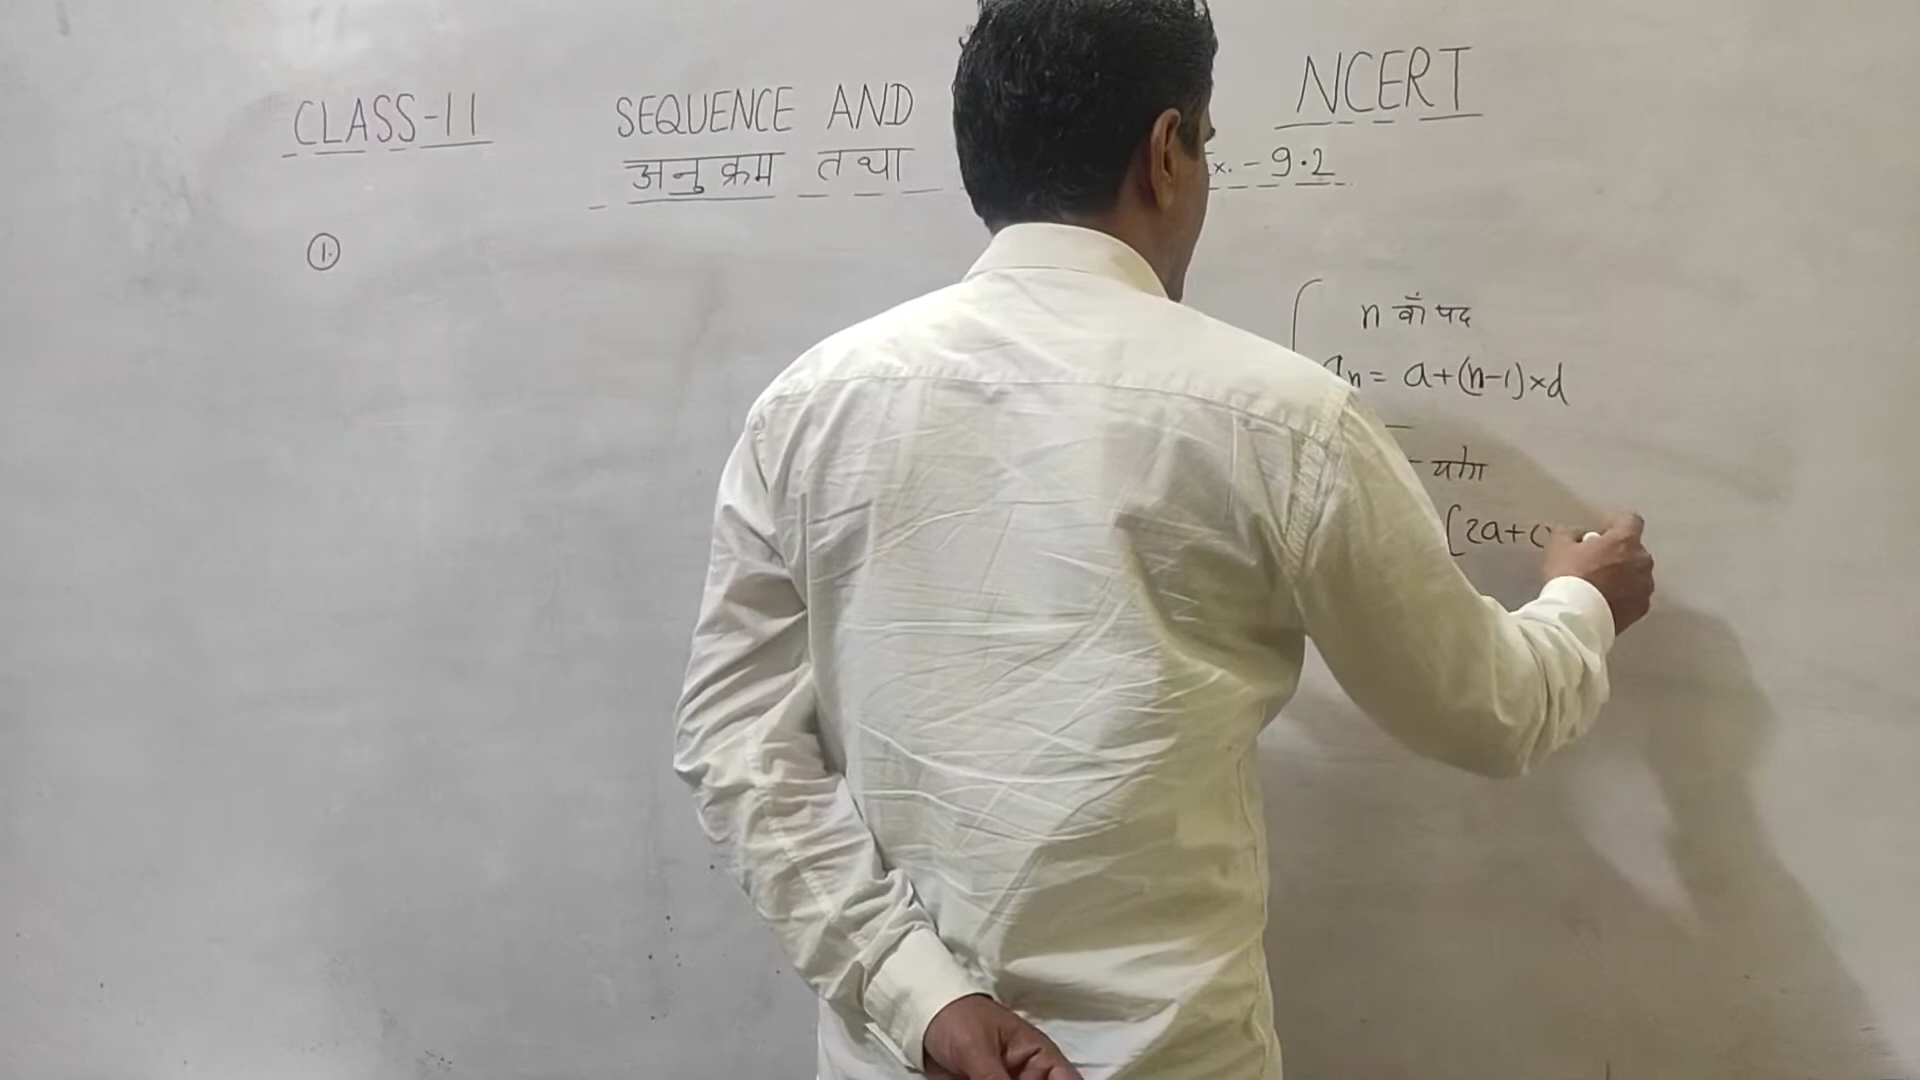 CLASS-11
SEQUENCE AND
NCERT
अनुक्रम तथा
x. - 9.2
①
n वाँ पद
an = a+(n-1)×d
योग
[2a+(